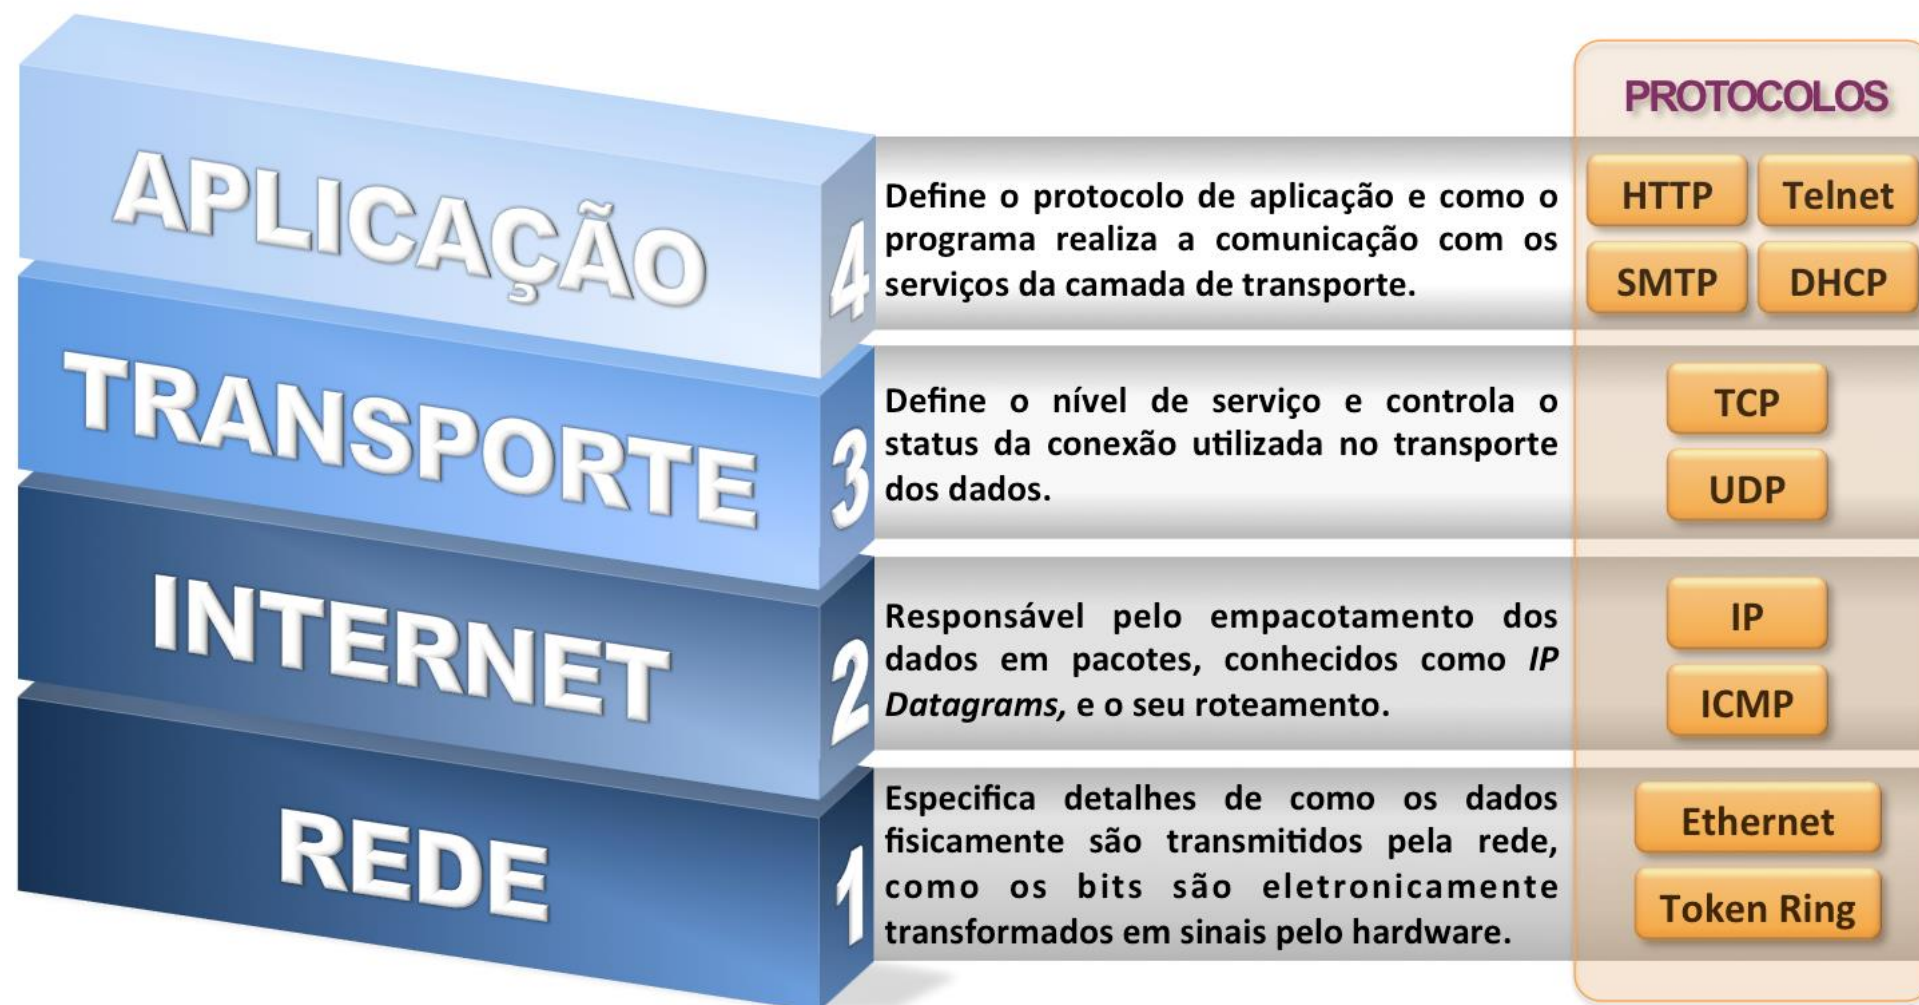 PROTOCOLOS
APLICAÇÃO
4
Define o protocolo de aplicação e como o
programa realiza a comunicação com os
serviços da camada de transporte.
HTTP
Telnet
SMTP
DHCP
TRANSPORTE
3
Define o nível de serviço e controla o
status da conexão utilizada no transporte
dos dados.
TCP
UDP
INTERNET
2
Responsável pelo empacotamento dos
dados em pacotes, conhecidos como IP
Datagrams, e o seu roteamento.
IP
ICMP
REDE
1
Especifica detalhes de como os dados
fisicamente são transmitidos pela rede,
como os bits são eletronicamente
transformados em sinais pelo hardware.
Ethernet
Token Ring